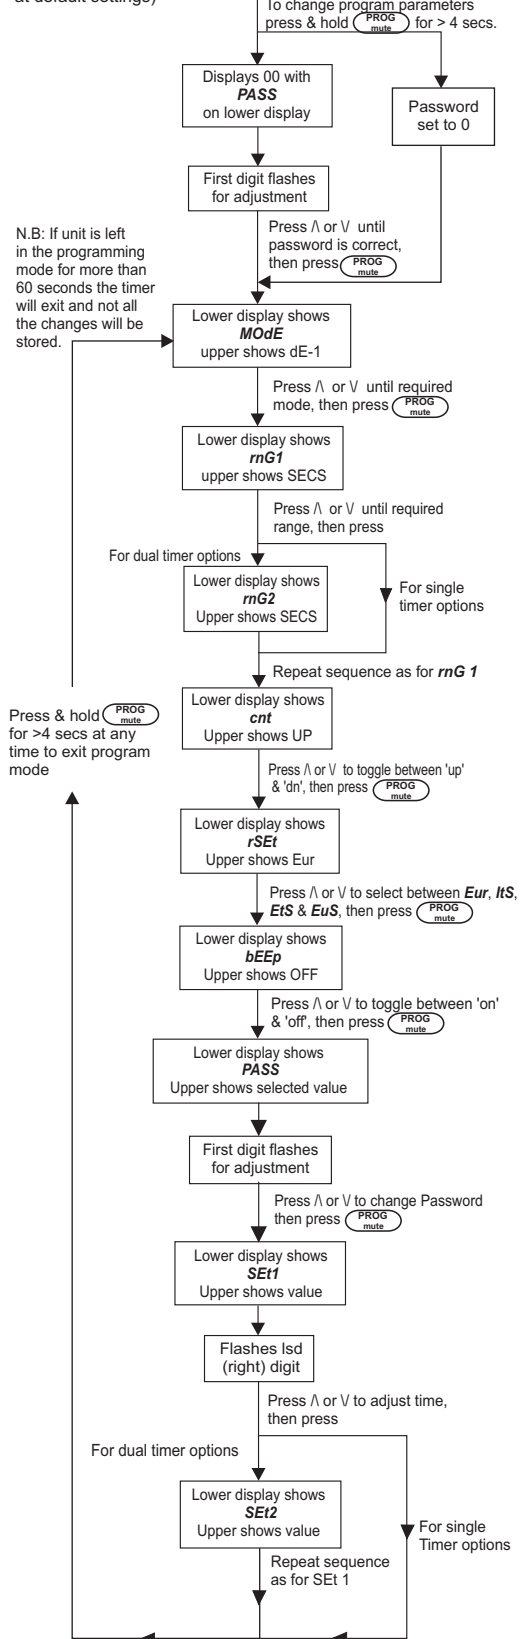 at default settings)
To change program parameters
press & hold PROG mute for > 4 secs.
Displays 00 with
PASS
on lower display
Password
set to 0
First digit flashes
for adjustment
Press /\ or \/ until
password is correct,
then press PROG mute
N.B: If unit is left
in the programming
mode for more than
60 seconds the timer
will exit and not all
the changes will be
stored.
Lower display shows
MOdE
upper shows dE-1
Press /\ or \/ until required
mode, then press PROG mute
Lower display shows
rnG1
upper shows SECS
Press /\ or \/ until required
range, then press
For dual timer options
Lower display shows
rnG2
Upper shows SECS
For single
timer options
Repeat sequence as for rnG 1
Lower display shows
cnt
Upper shows UP
Press & hold PROG mute
for >4 secs at any
time to exit program
mode
Press /\ or \/ to toggle between 'up'
& 'dn', then press PROG mute
Lower display shows
rSEt
Upper shows Eur
Press /\ or \/ to select between Eur, ItS,
EtS & EuS, then press PROG mute
Lower display shows
bEEp
Upper shows OFF
Press /\ or \/ to toggle between 'on'
& 'off', then press PROG mute
Lower display shows
PASS
Upper shows selected value
First digit flashes
for adjustment
Press /\ or \/ to change Password
then press PROG mute
Lower display shows
SEt1
Upper shows value
Flashes lsd
(right) digit
Press /\ or \/ to adjust time,
then press
For dual timer options
Lower display shows
SEt2
Upper shows value
For single
Timer options
Repeat sequence
as for SEt 1